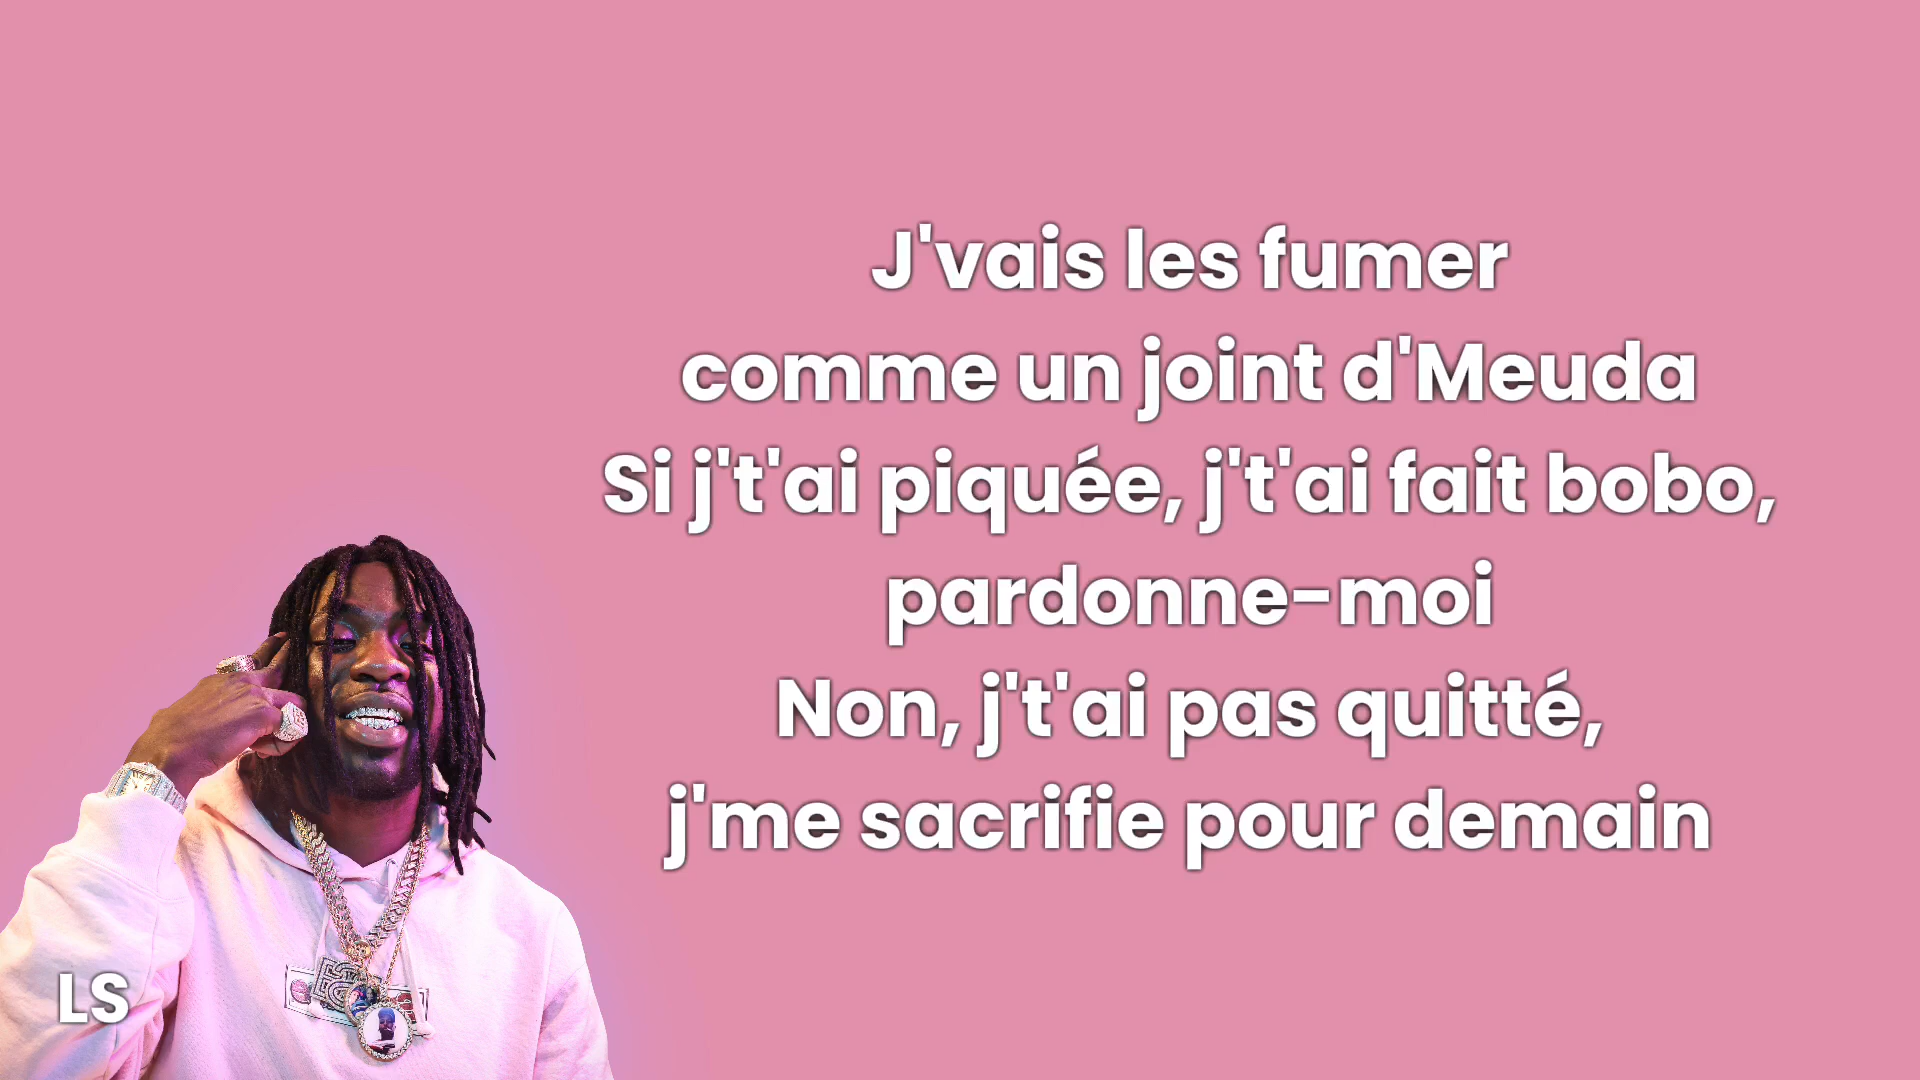 J'vais les fumer
comme un joint d'Meuda
Si j't'ai piquée, j't'ai fait bobo,
pardonne-moi
Non, j't'ai pas quitté,
j'me sacrifie pour demain
LS